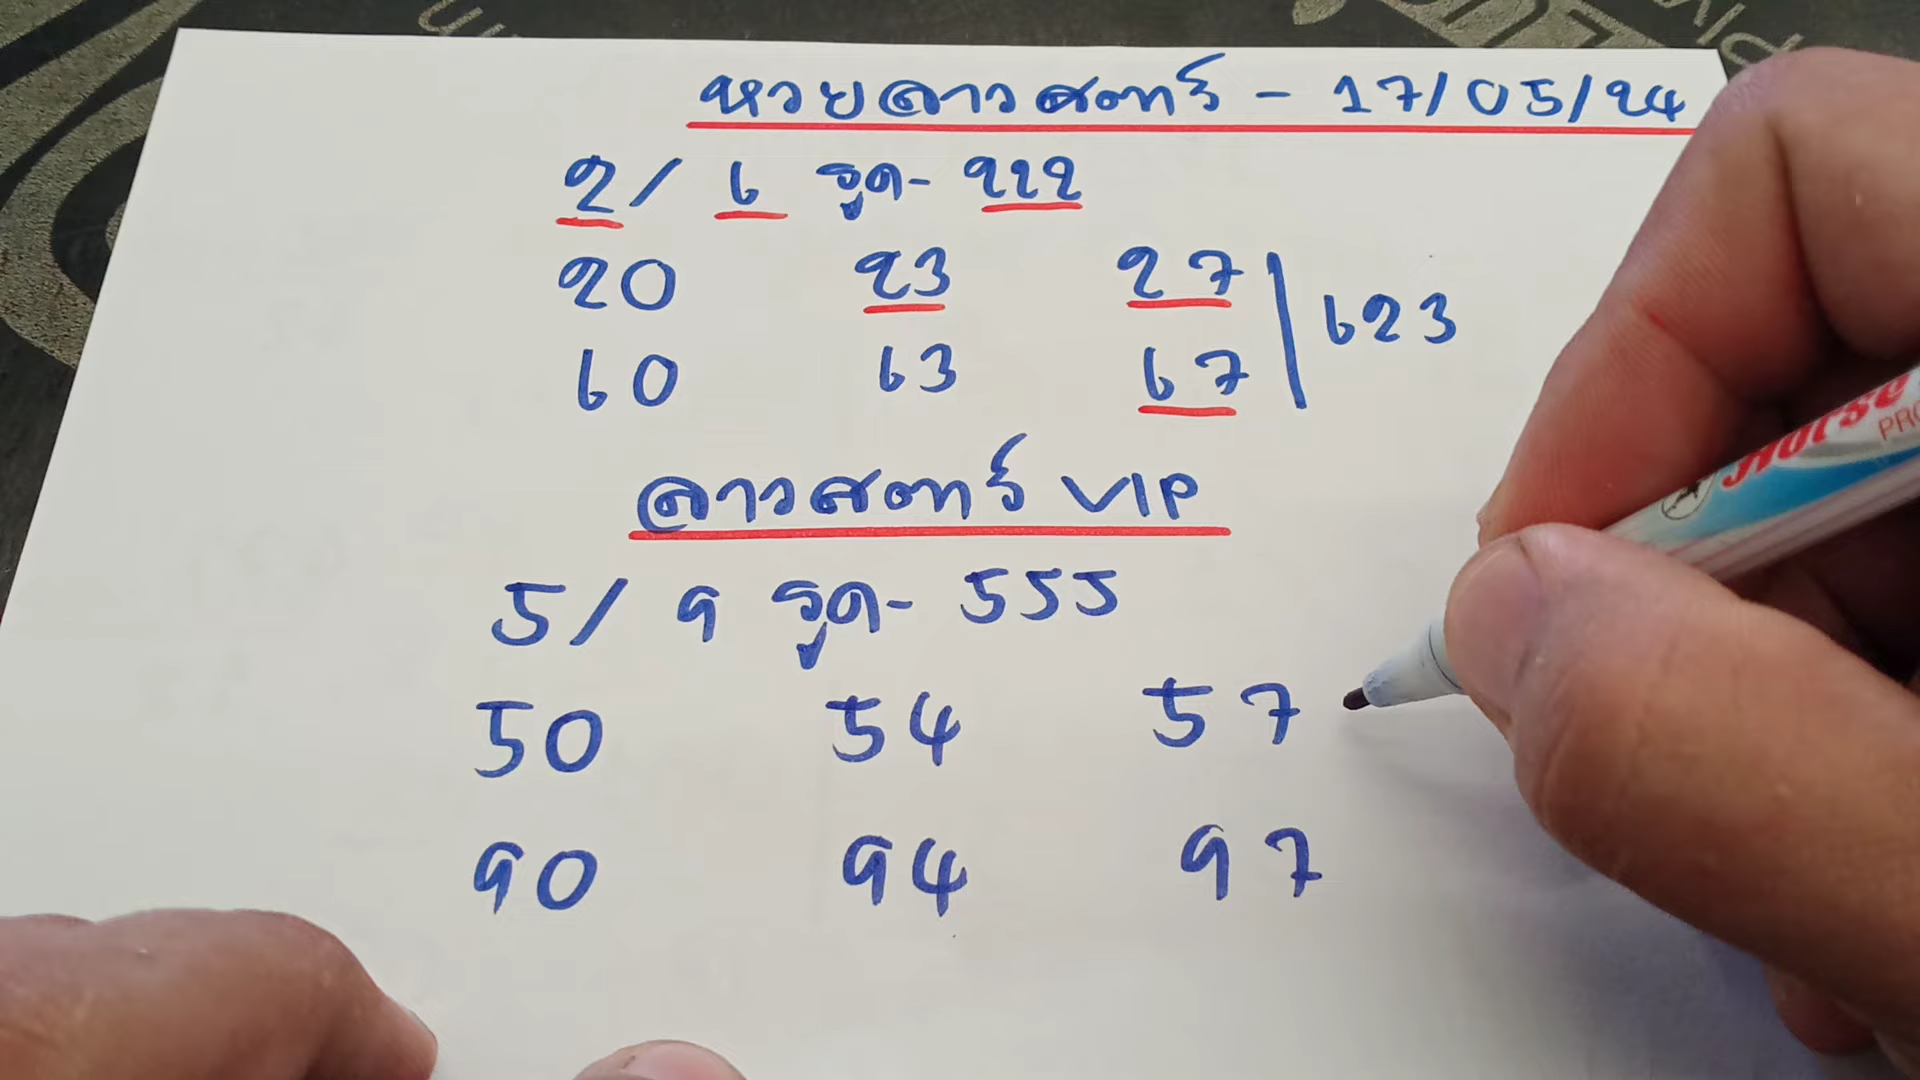 หวยลาวสตาร์ - 17/05/24
2/ 6 รูด- 222
20 23 27
623
60 63 67
ลาวสตาร์ VIP
5/ 9 รูด- 555
50 54 57
90 94 97
Horse